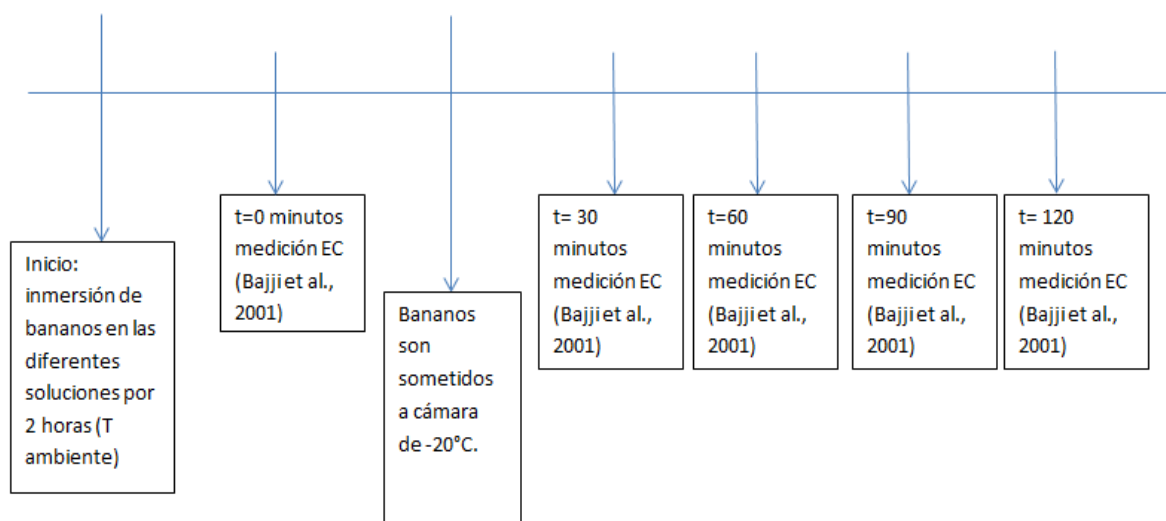 Inicio:
inmersión de
bananos en las
diferentes
soluciones por
2 horas (T
ambiente)
t=0 minutos
medición EC
(Bajji et al.,
2001)
Bananos
son
sometidos
a cámara
de -20°C.
t= 30
minutos
medición EC
(Bajji et al.,
2001)
t=60
minutos
medición EC
(Bajji et al.,
2001)
t=90
minutos
medición EC
(Bajji et al.,
2001)
t= 120
minutos
medición EC
(Bajji et al.,
2001)